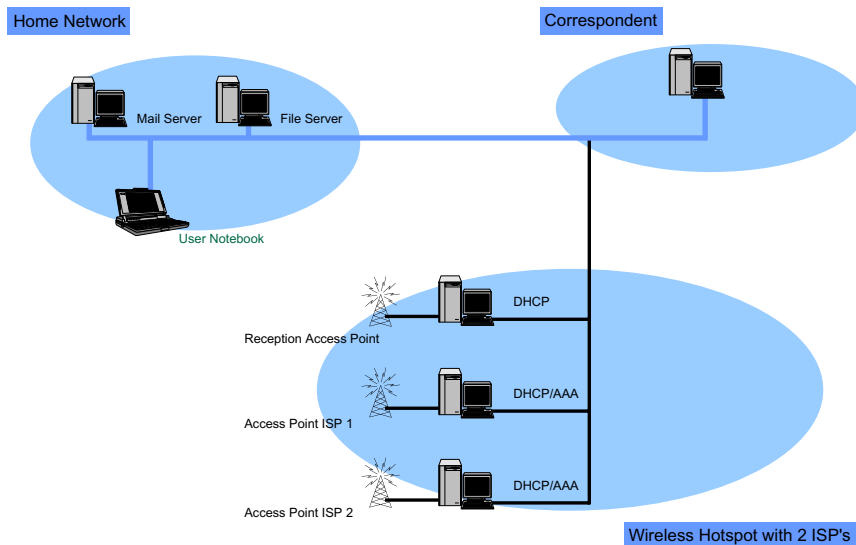 Home Network
Correspondent
Mail Server
File Server
User Notebook
DHCP
Reception Access Point
DHCP/AAA
Access Point ISP 1
DHCP/AAA
Access Point ISP 2
Wireless Hotspot with 2 ISP's